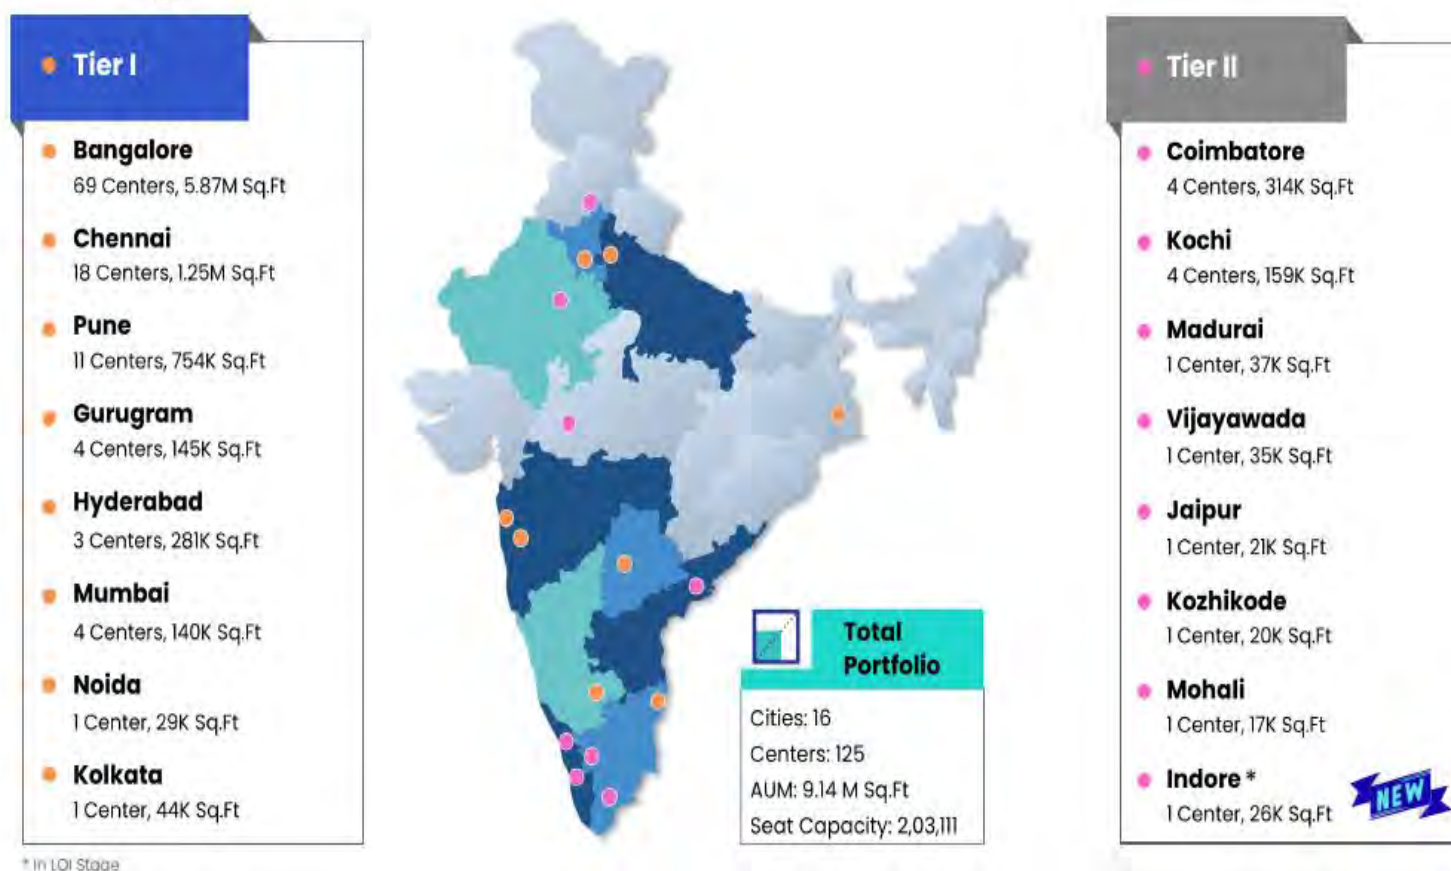 Tier I
Bangalore
69 Centers, 5.87M Sq.Ft
Chennai
18 Centers, 1.25M Sq.Ft
Pune
11 Centers, 754K Sq.Ft
Gurugram
4 Centers, 145K Sq.Ft
Hyderabad
3 Centers, 281K Sq.Ft
Mumbai
4 Centers, 140K Sq.Ft
Noida
1 Center, 29K Sq.Ft
Kolkata
1 Center, 44K Sq.Ft
* In LOI Stage
Total
Portfolio
Cities: 16
Centers: 125
AUM: 9.14 M Sq.Ft
Seat Capacity: 2,03,111
Tier II
Coimbatore
4 Centers, 314K Sq.Ft
Kochi
4 Centers, 159K Sq.Ft
Madurai
1 Center, 37K Sq.Ft
Vijayawada
1 Center, 35K Sq.Ft
Jaipur
1 Center, 21K Sq.Ft
Kozhikode
1 Center, 20K Sq.Ft
Mohali
1 Center, 17K Sq.Ft
Indore *
1 Center, 26K Sq.Ft
NEW